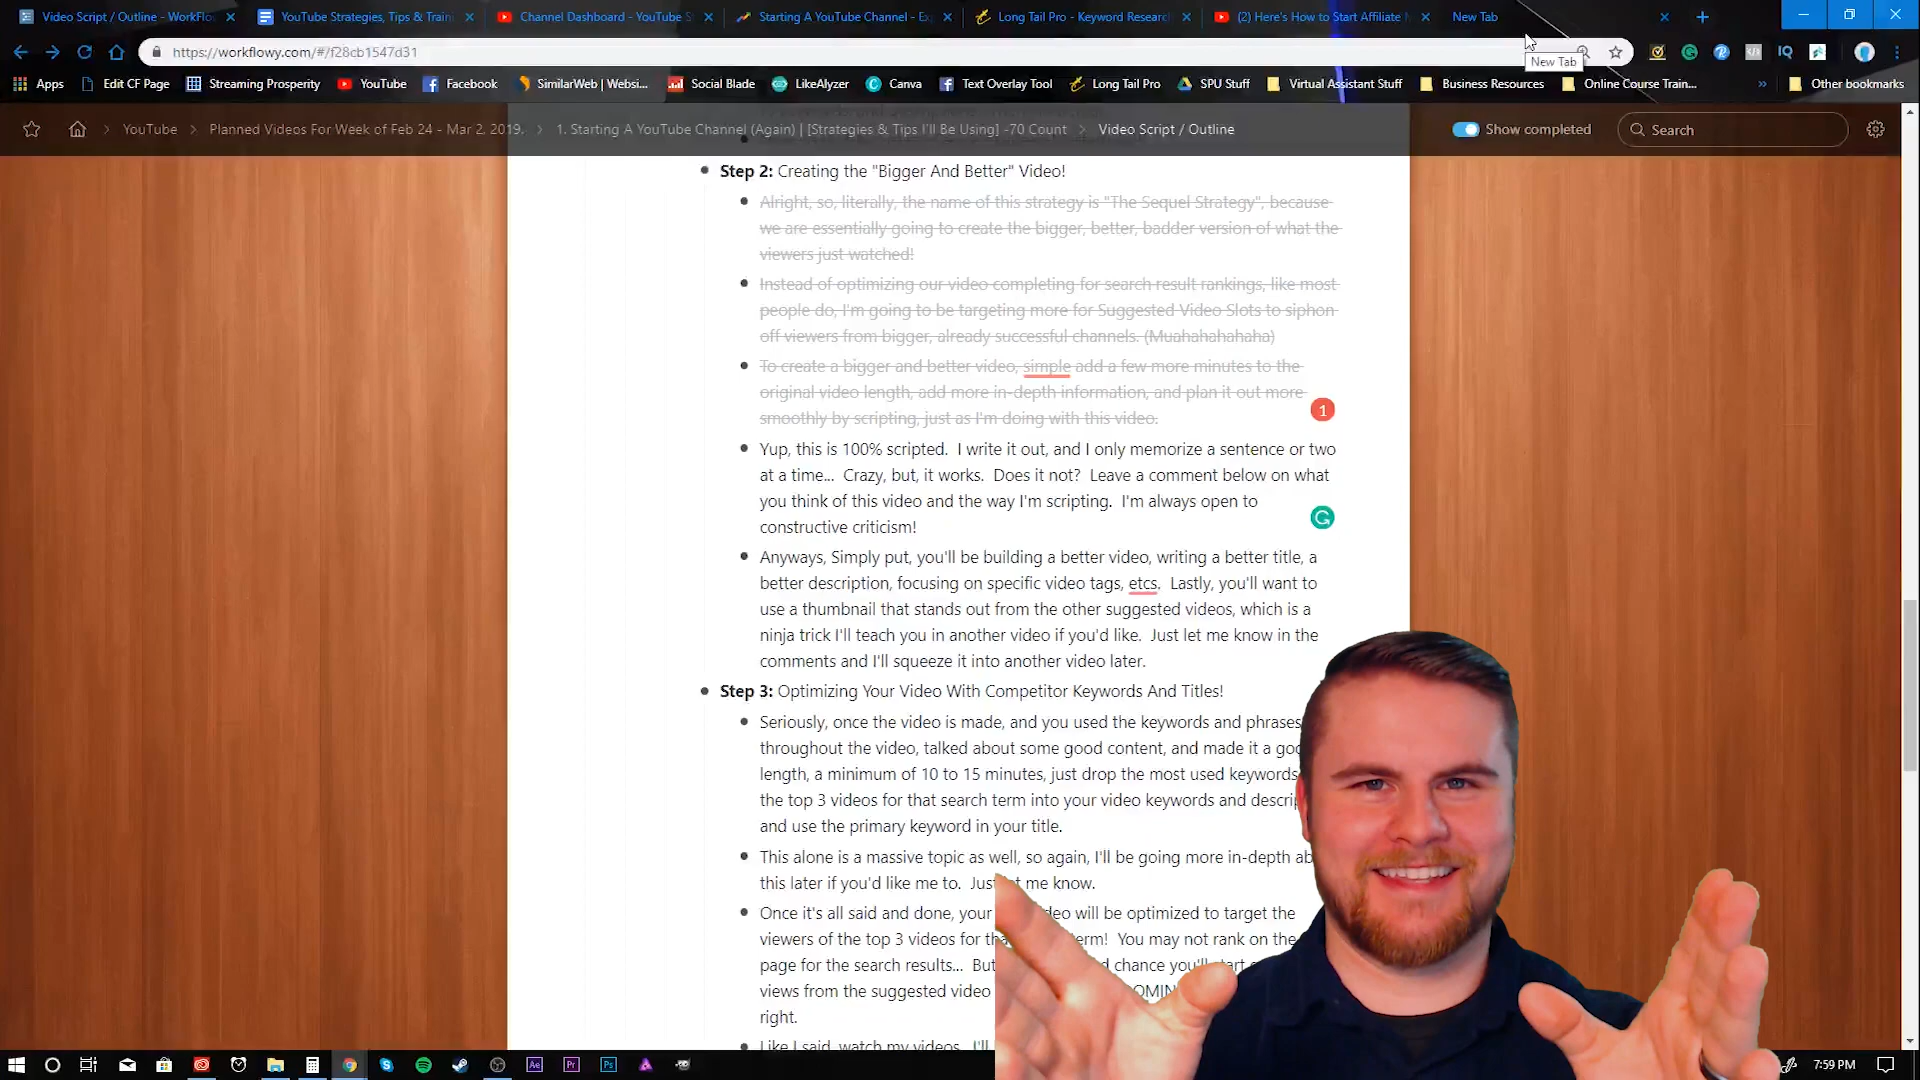 Video Script / Outline - WorkFlo
YouTube Strategies, Tips & Train
Channel Dashboard - YouTube S
Starting A YouTube Channel - Ex
Long Tail Pro - Keyword Researc
(2) Here's How to Start Affiliate
New Tab
https://workflowy.com/#/f28cb1547d31
New Tab
Apps
Edit CF Page
Streaming Prosperity
YouTube
Facebook
SimilarWeb | Websi...
Social Blade
LikeAlyzer
Canva
Text Overlay Tool
Long Tail Pro
SPU Stuff
Virtual Assistant Stuff
Business Resources
Online Course Train...
Other bookmarks
YouTube
Planned Videos For Week of Feb 24 - Mar 2, 2019.
1. Starting A YouTube Channel (Again) | [Strategies & Tips I'll Be Using] -70 Count
Video Script / Outline
Show completed
Search
Step 2: Creating the "Bigger And Better" Video!
Alright, so, literally, the name of this strategy is "The Sequel Strategy", because
we are essentially going to create the bigger, better, badder version of what the
viewers just watched!
Instead of optimizing our video completing for search result rankings, like most
people do, I'm going to be targeting more for Suggested Video Slots to siphon
off viewers from bigger, already successful channels. (Muahahahahaha)
To create a bigger and better video, simple add a few more minutes to the
original video length, add more in-depth information, and plan it out more
smoothly by scripting, just as I'm doing with this video.
1
Yup, this is 100% scripted. I write it out, and I only memorize a sentence or two
at a time... Crazy, but, it works. Does it not? Leave a comment below on what
you think of this video and the way I'm scripting. I'm always open to
constructive criticism!
Anyways, Simply put, you'll be building a better video, writing a better title, a
better description, focusing on specific video tags, etcs. Lastly, you'll want to
use a thumbnail that stands out from the other suggested videos, which is a
ninja trick I'll teach you in another video if you'd like. Just let me know in the
comments and I'll squeeze it into another video later.
Step 3: Optimizing Your Video With Competitor Keywords And Titles!
Seriously, once the video is made, and you used the keywords and phrases
throughout the video, talked about some good content, and made it a goo
length, a minimum of 10 to 15 minutes, just drop the most used keywords
the top 3 videos for that search term into your video keywords and descrip
and use the primary keyword in your title.
This alone is a massive topic as well, so again, I'll be going more in-depth ab
this later if you'd like me to. Just let me know.
Once it's all said and done, your deo will be optimized to target the
viewers of the top 3 videos for tha term! You may not rank on the
page for the search results... But d chance you'll start
views from the suggested video DOMIN
right.
Like I said, watch my videos. I'll
7:59 PM